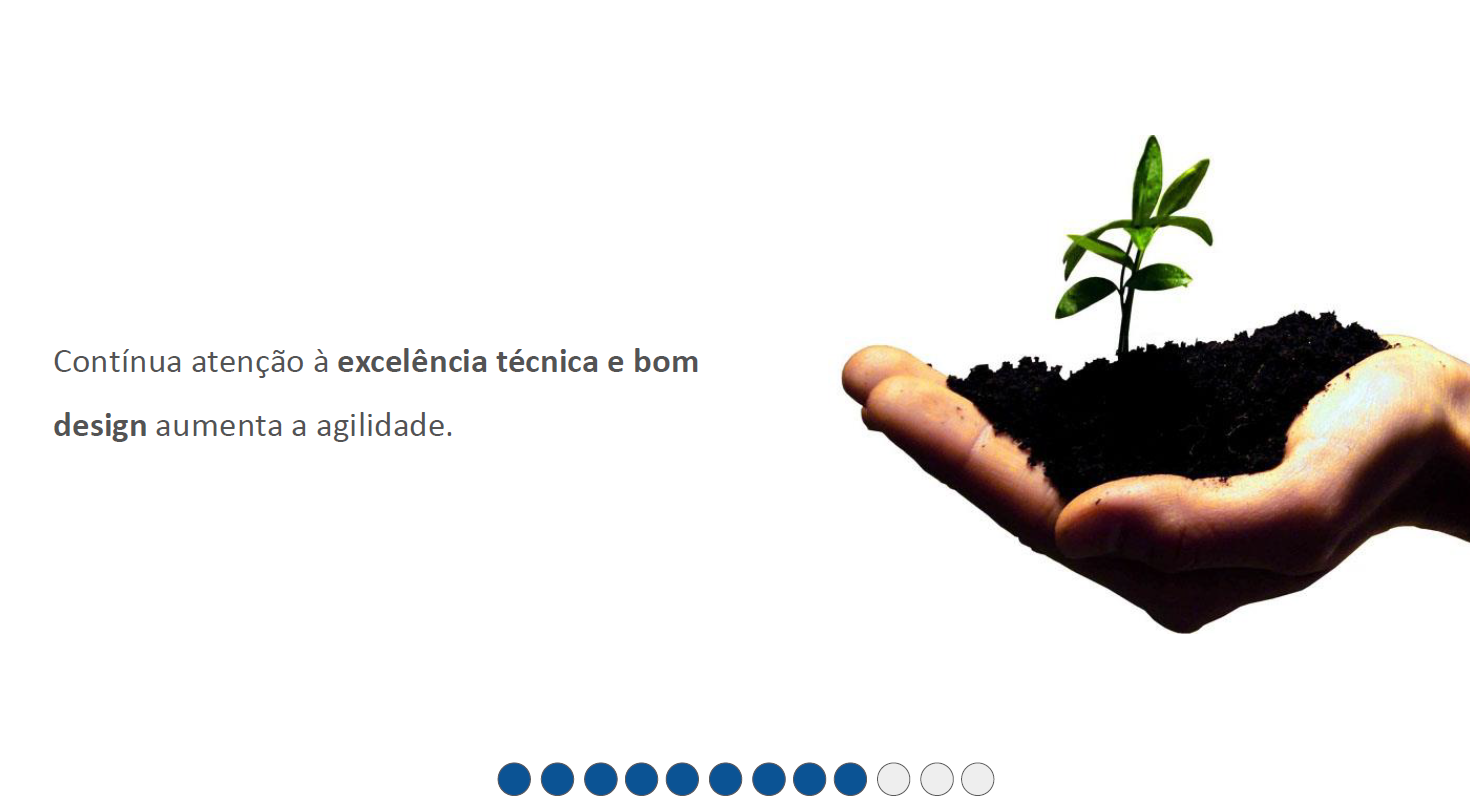 Contínua atenção à excelência técnica e bom
design aumenta a agilidade.